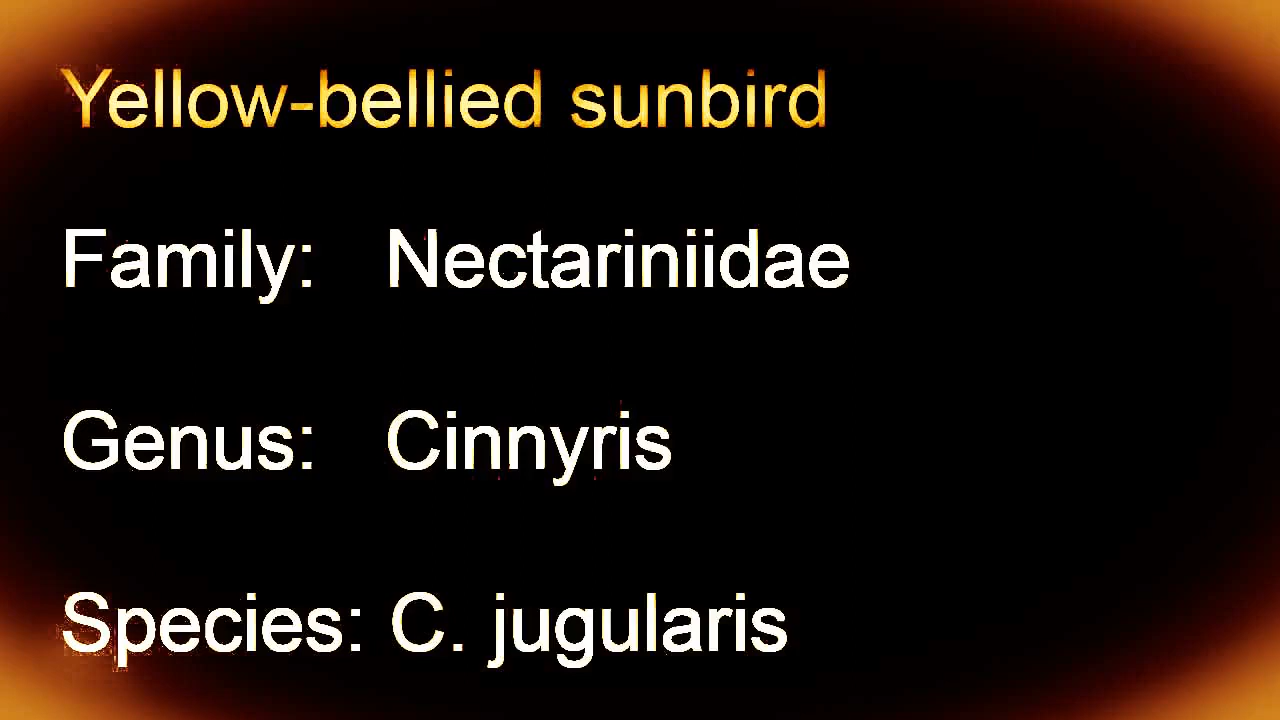 Yellow-bellied sunbird
Family: Nectariniidae
Genus: Cinnyris
Species: C. jugularis